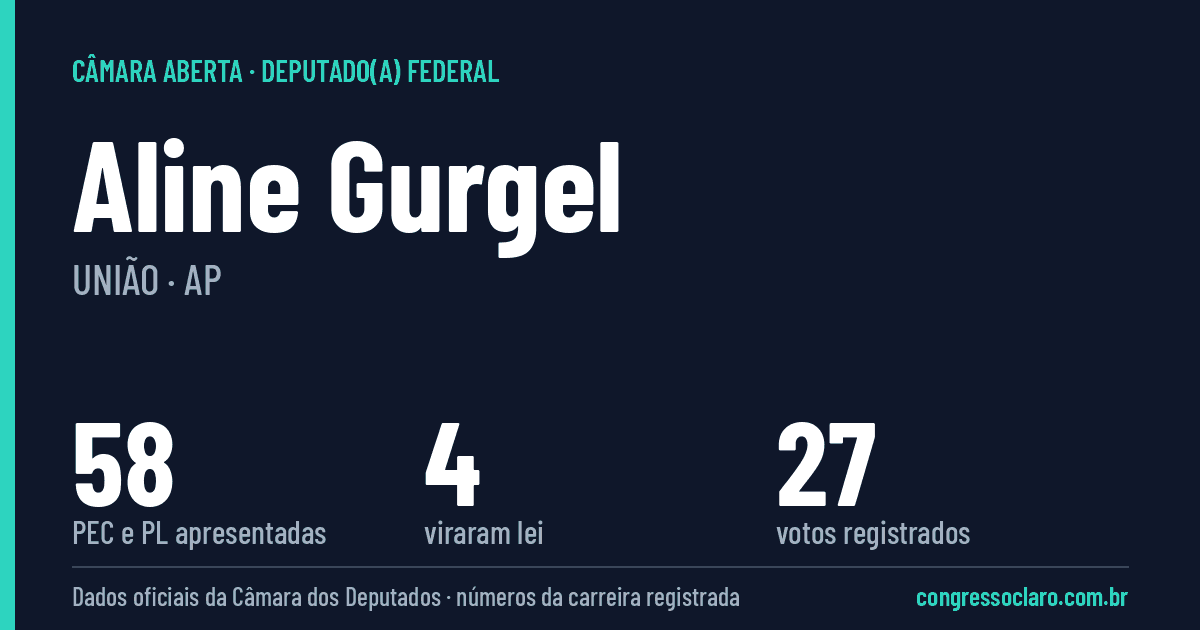 CÂMARA ABERTA · DEPUTADO(A) FEDERAL
Aline Gurgel
UNIÃO · AP
58 4 27
PEC e PL apresentadas viraram lei votos registrados
Dados oficiais da Câmara dos Deputados · números da carreira registrada congressoclaro.com.br